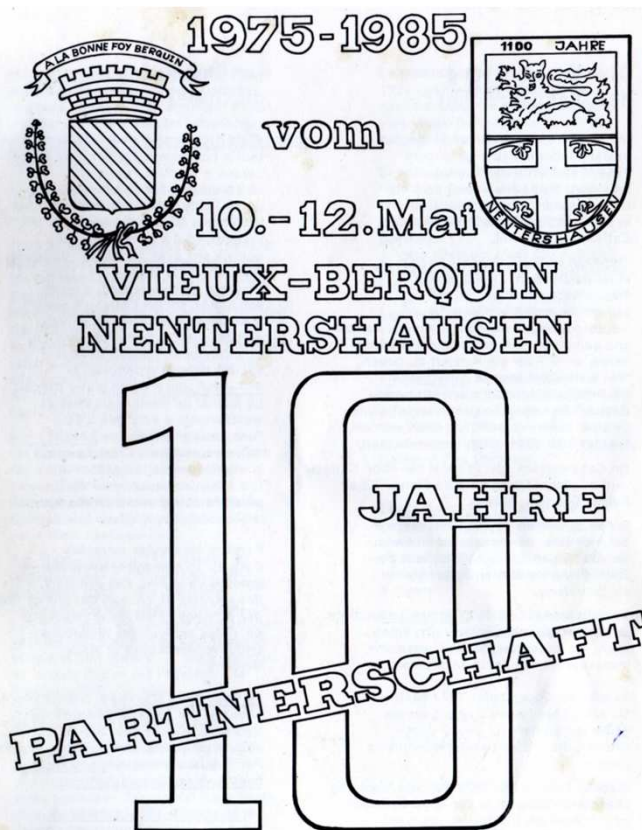 1975-1985
A LA BONNE FOY BERQUIN
1100 JAHRE
NENTERSHAUSEN
vom
10.-12.Mai
VIEUX-BERQUIN
NENTERSHAUSEN
10
JAHRE
PARTNERSCHAFT